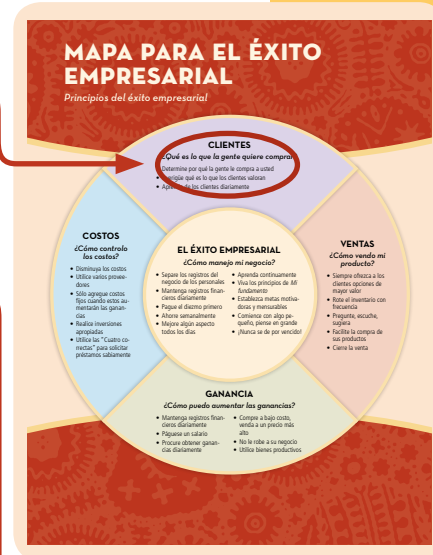 MAPA PARA EL ÉXITO
EMPRESARIAL
Principios del éxito empresarial
CLIENTES
¿Qué es lo que la gente quiere comprar?
Determine por qué la gente le compra a usted
qué es lo que los clientes valoran
de los clientes diariamente
COSTOS
¿Cómo controlo
los costos?
• Disminuya los costos
• Utilice varios provee-
dores
• Sólo agregue costos
fijos cuando estos au-
mentarán las ganan-
cias
• Realice inversiones
apropiadas
• Utilice las "Cuatro co-
rrectas" para solicitar
préstamos sabiamente
EL ÉXITO EMPRESARIAL
¿Cómo manejo mi negocio?
• Separe los registros del
negocio de los personales
• Mantenga registros finan-
cieros diariamente
• Pague el diezmo primero
• Ahorre semanalmente
• Mejore algún aspecto
todos los días
• Aprenda continuamente
• Viva los principios de Mi
fundamento
• Establezca metas motiva-
doras y mensurables
• Comience con algo pe-
queño, piense en grande
• ¡Nunca se de por vencido!
VENTAS
¿Cómo vendo mi
producto?
• Siempre ofrezca a los
clientes opciones de
mayor valor
• Rote el inventario con
frecuencia
• Pregunte, escuche,
sugiera
• Facilite la compra de
sus productos
• Cierre la venta
GANANCIA
¿Cómo puedo aumentar las ganancias?
• Mantenga registros finan-
cieros diariamente
• Páguese un salario
• Procure obtener ganan-
cias diariamente
• Compre a bajo costo,
venda a un precio más
alto
• No le robe a su negocio
• Utilice bienes productivos